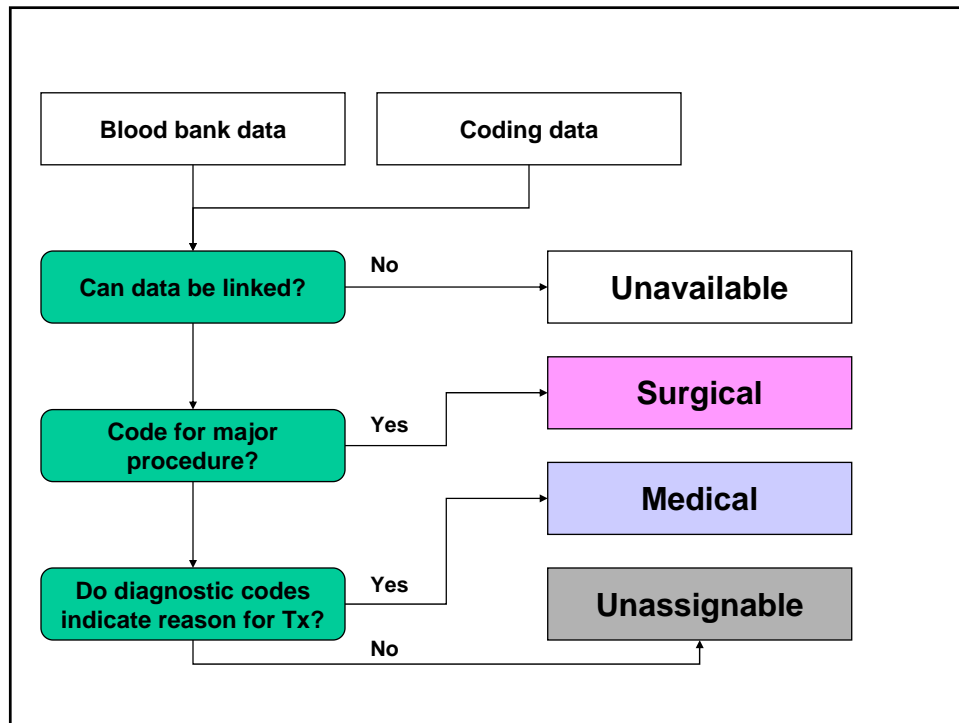 Blood bank data
Coding data
Can data be linked?
No
Unavailable
Code for major
procedure?
Yes
Surgical
Medical
Do diagnostic codes
indicate reason for Tx?
Yes
No
Unassignable